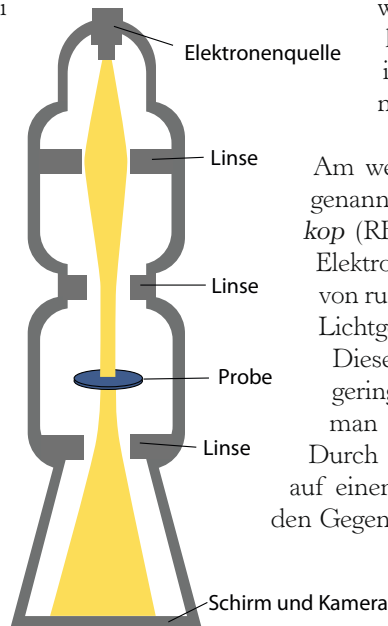 Elektronenquelle
Linse
Am we
genann
kop (RE
Elektro
Linse
von ru
Lichtg
Diese
Probe
gering
man
Linse
Durch
auf einen
den Gegen
Schirm und Kamera